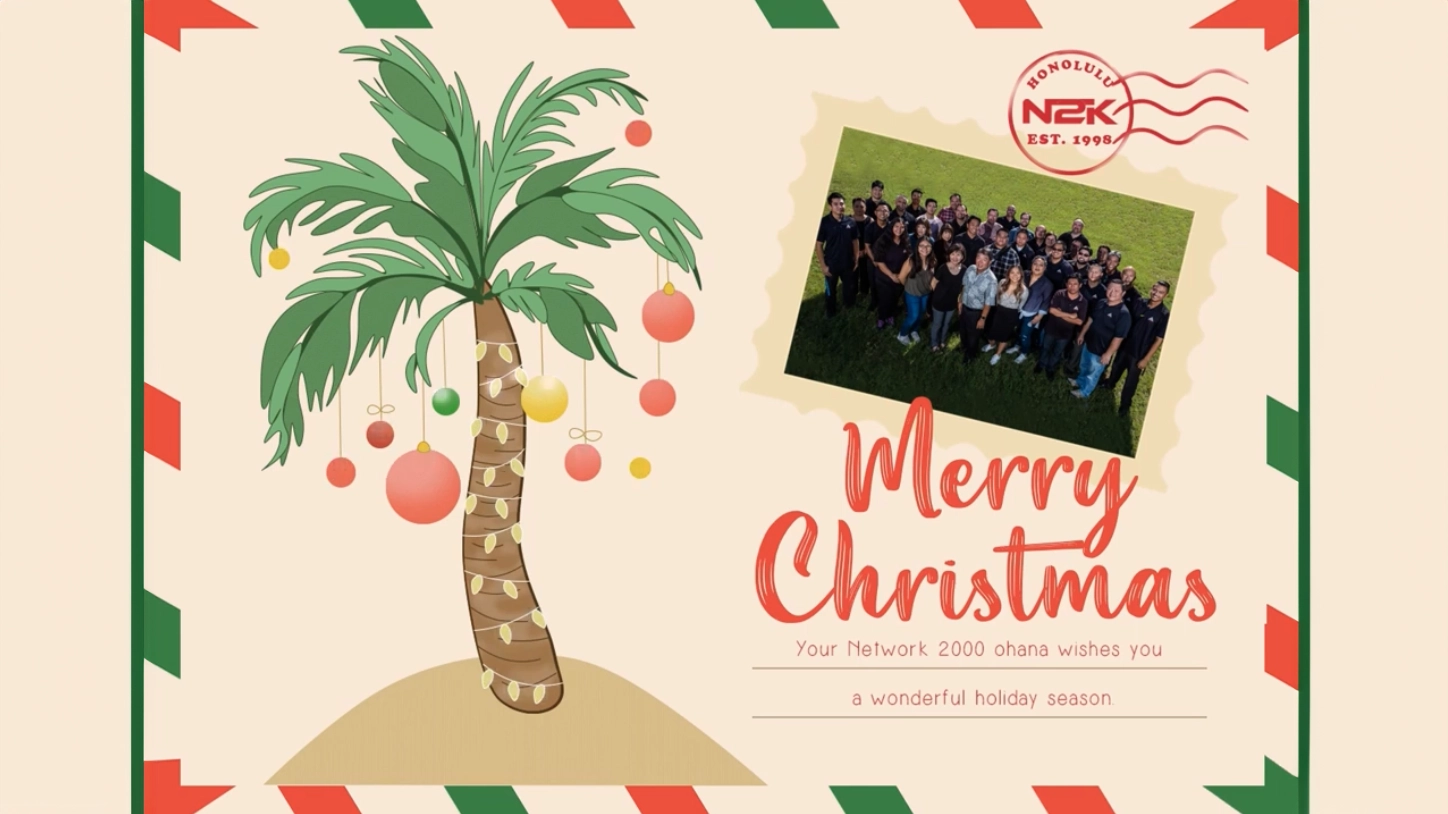 HONOLULU
N2K
EST. 1998
Merry
Christmas
Your Network 2000 ohana wishes you
a wonderful holiday season.